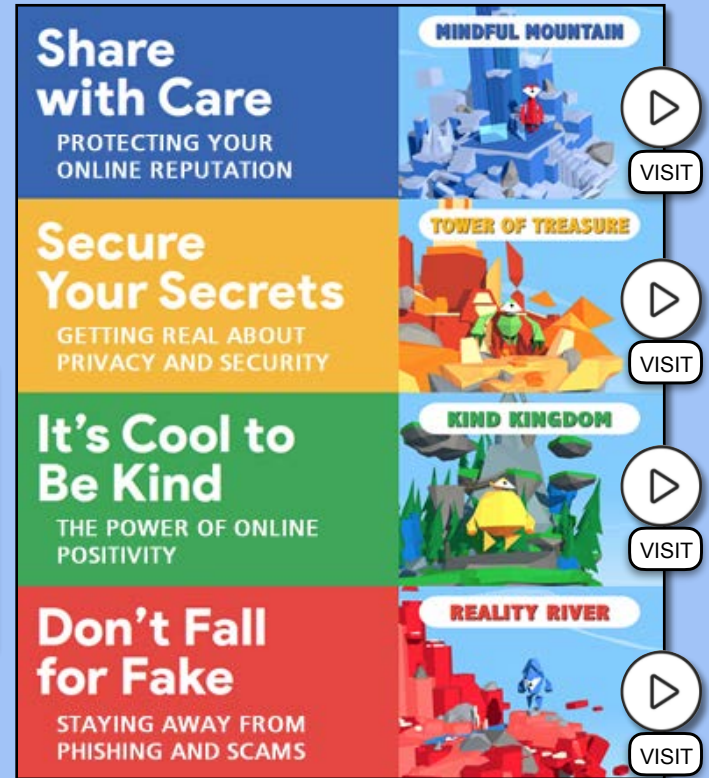 Share
with Care
PROTECTING YOUR
ONLINE REPUTATION
MINDFUL MOUNTAIN
VISIT
Secure
Your Secrets
GETTING REAL ABOUT
PRIVACY AND SECURITY
TOWER OF TREASURE
VISIT
It's Cool to
Be Kind
THE POWER OF ONLINE
POSITIVITY
KIND KINGDOM
VISIT
Don't Fall
for Fake
STAYING AWAY FROM
PHISHING AND SCAMS
REALITY RIVER
VISIT